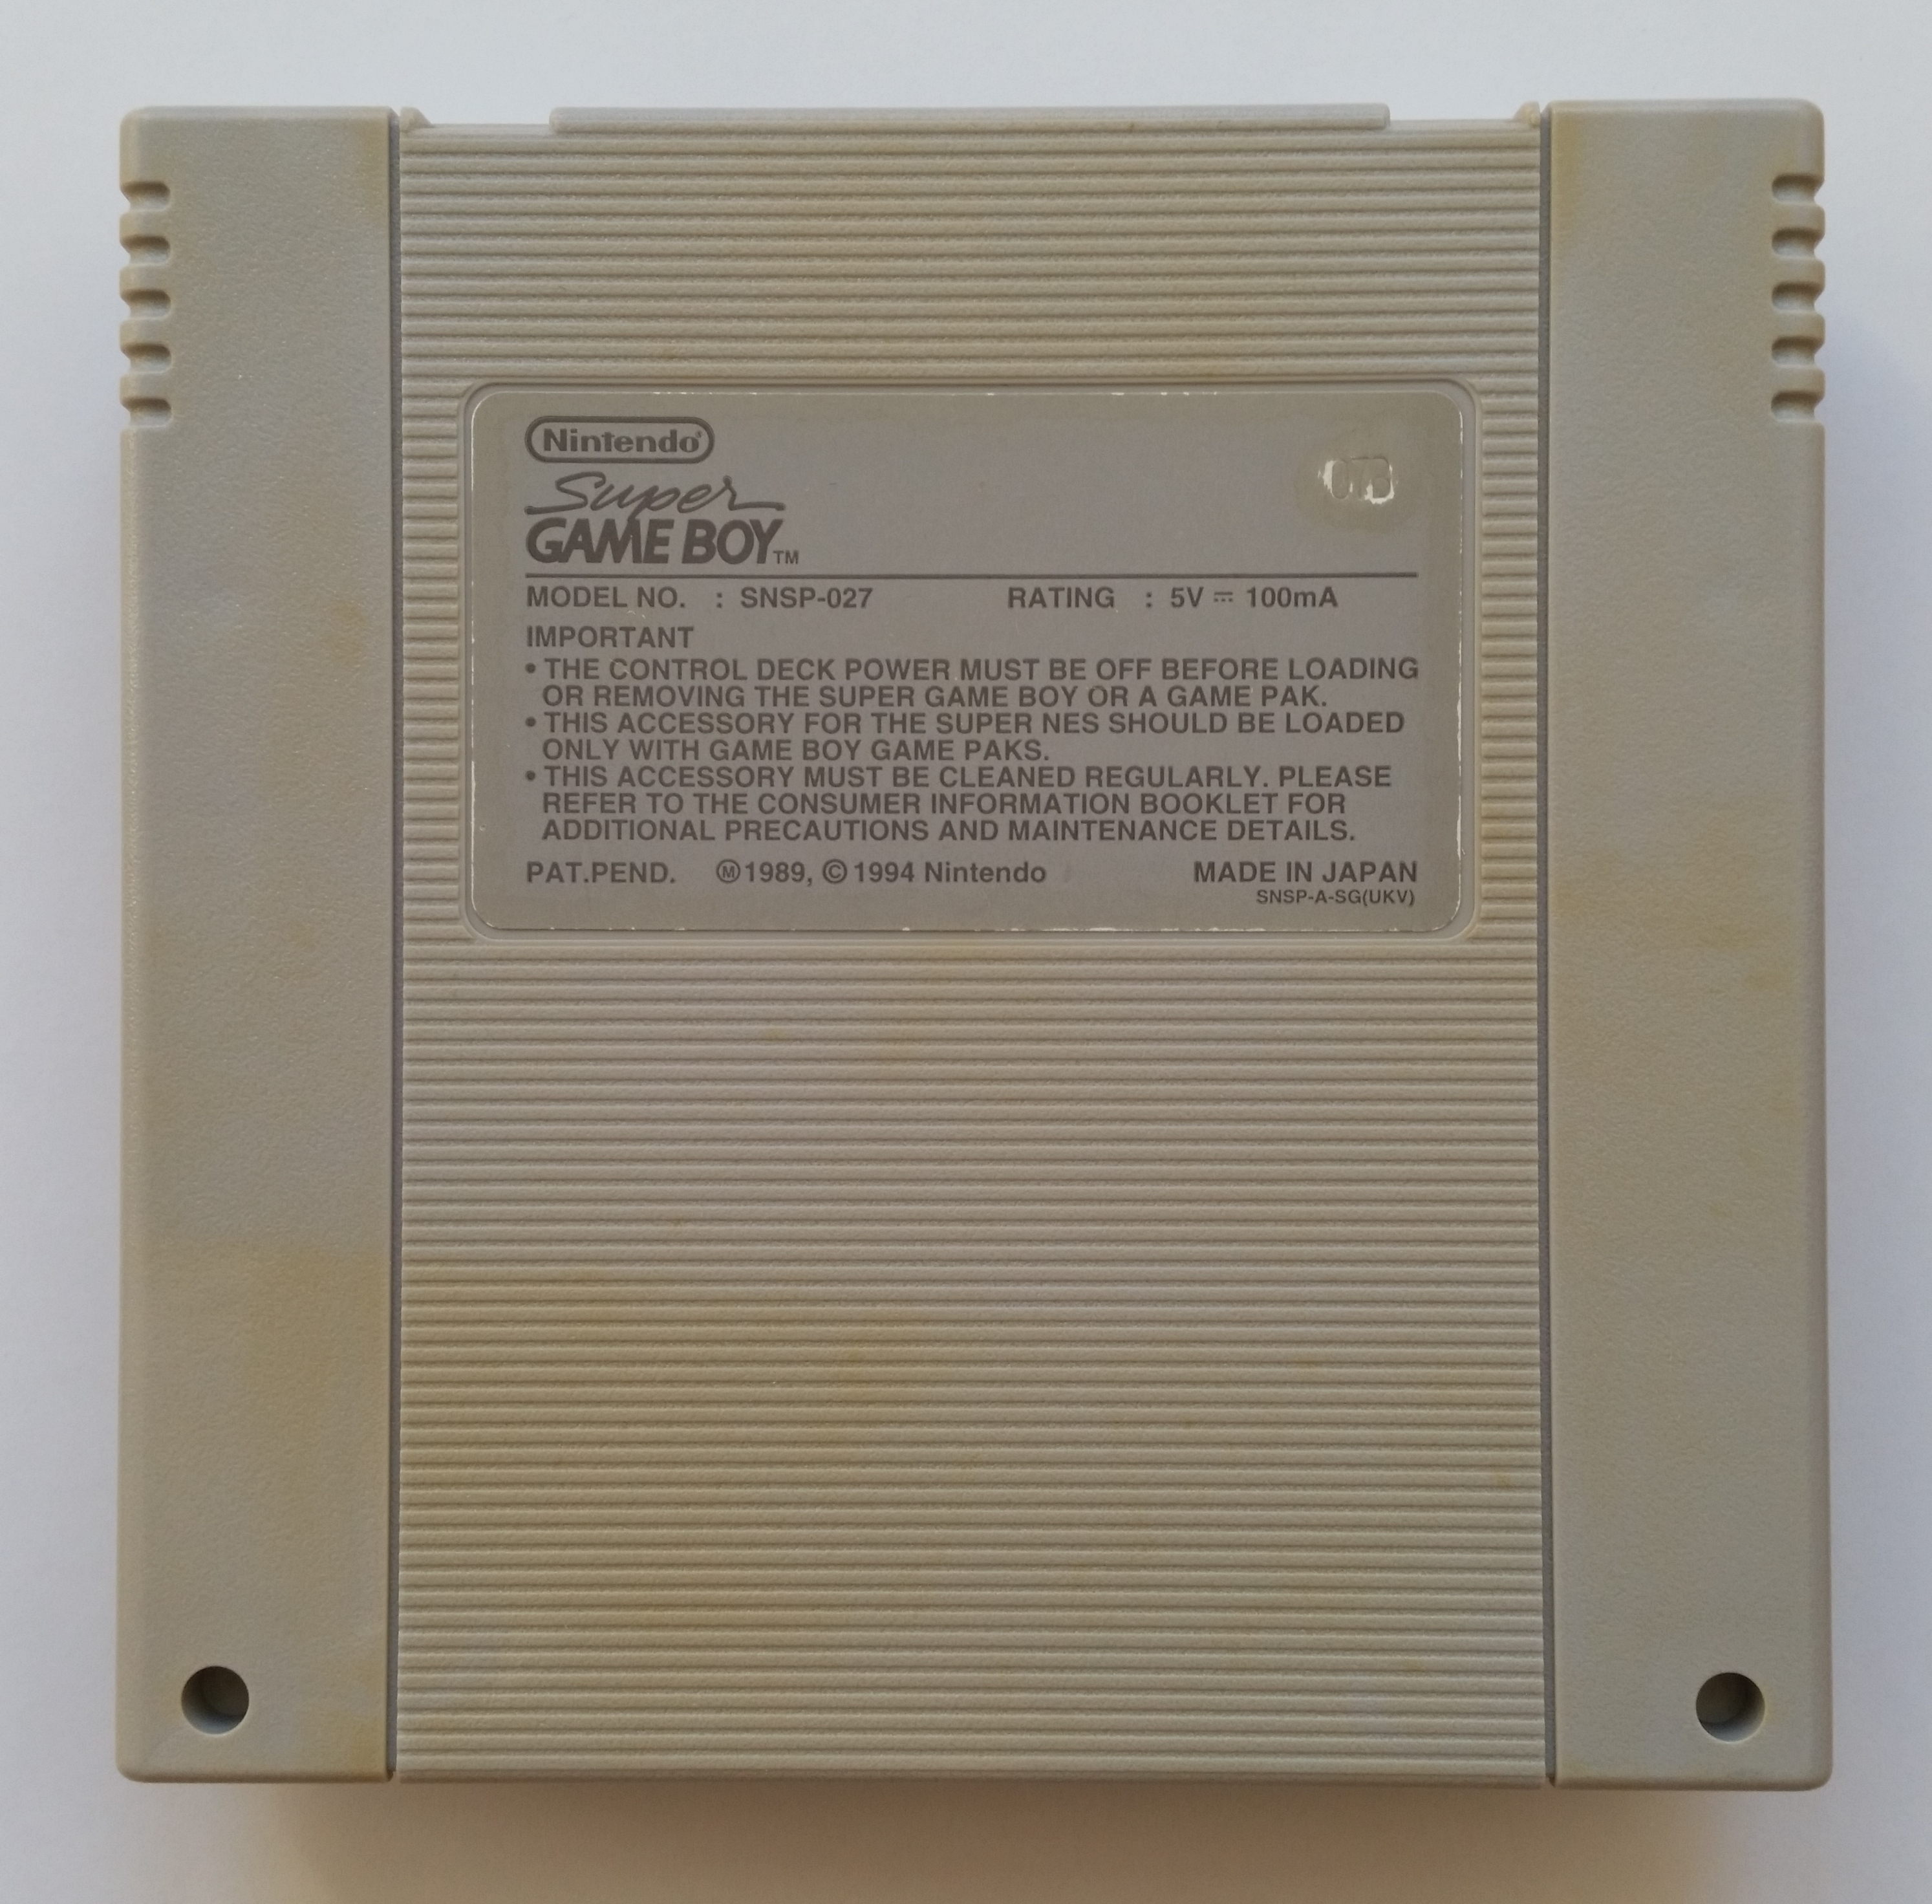 Nintendo®
Super
GAME BOY™
MODEL NO. : SNSP-027 RATING : 5V ⎓ 100mA
IMPORTANT
• THE CONTROL DECK POWER MUST BE OFF BEFORE LOADING
OR REMOVING THE SUPER GAME BOY OR A GAME PAK.
• THIS ACCESSORY FOR THE SUPER NES SHOULD BE LOADED
ONLY WITH GAME BOY GAME PAKS.
• THIS ACCESSORY MUST BE CLEANED REGULARLY. PLEASE
REFER TO THE CONSUMER INFORMATION BOOKLET FOR
ADDITIONAL PRECAUTIONS AND MAINTENANCE DETAILS.
PAT.PEND. Ⓜ1989, ©1994 Nintendo MADE IN JAPAN
SNSP-A-SG(UKV)